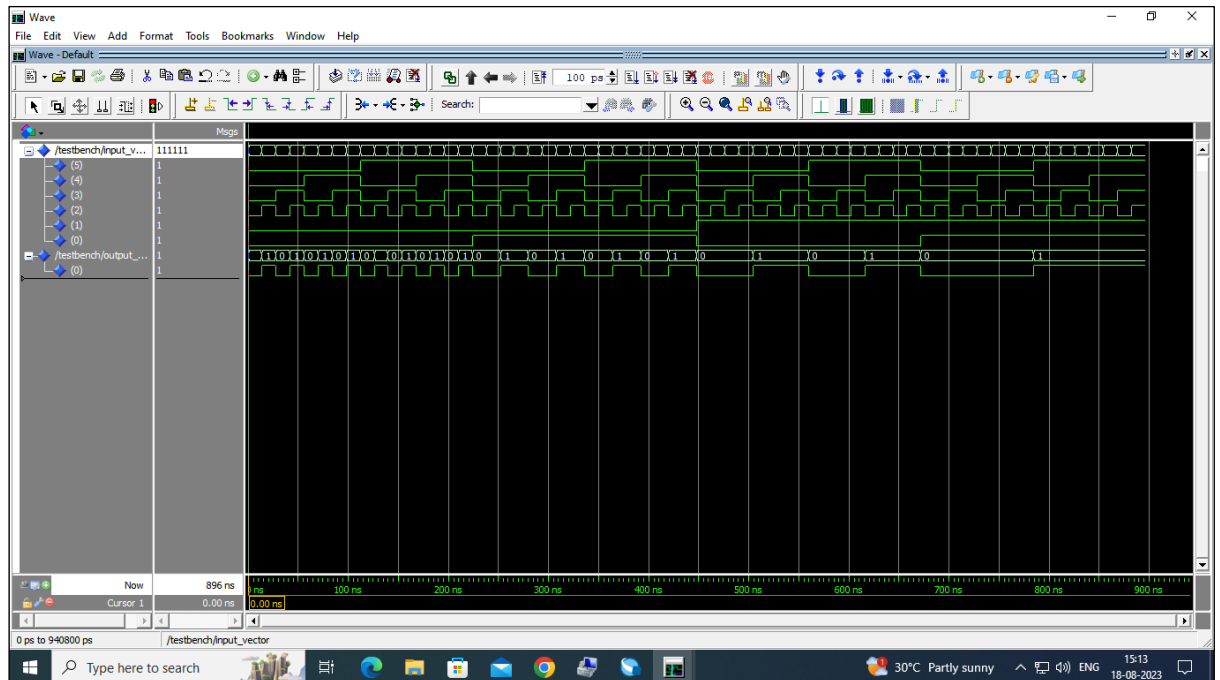 Wave
File Edit View Add Format Tools Bookmarks Window Help
Wave - Default
100 ps
Search:
Msgs
/testbench/input_v... 111111
(5) 1
(4) 1
(3) 1
(2) 1
(1) 1
(0) 1
/testbench/output_... 1
(0) 1
Now 896 ns
ns 100 ns 200 ns 300 ns 400 ns 500 ns 600 ns 700 ns 800 ns 900 ns
Cursor 1 0.00 ns 0.00 ns
0 ps to 940800 ps /testbench/input_vector
Type here to search 30°C Partly sunny ENG 15:13
18-08-2023